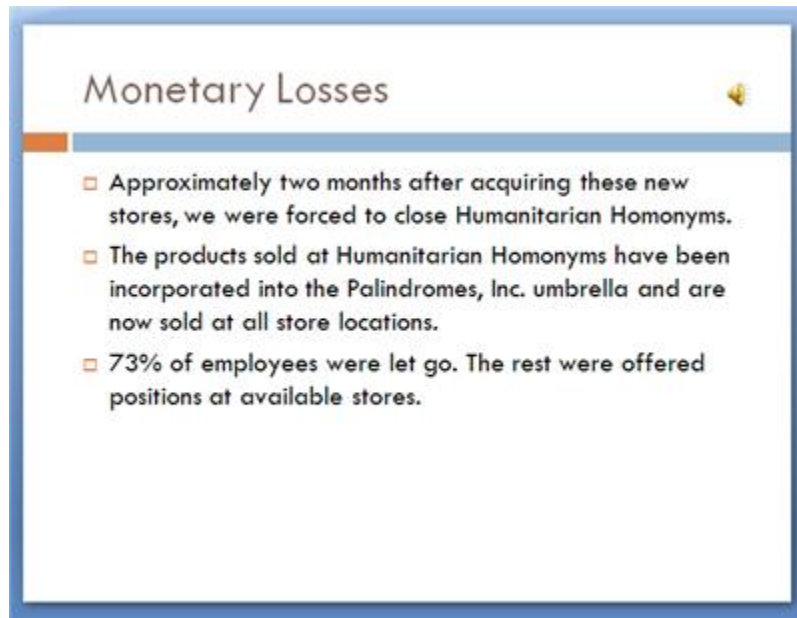 Monetary Losses
Approximately two months after acquiring these new
stores, we were forced to close Humanitarian Homonyms.
The products sold at Humanitarian Homonyms have been
incorporated into the Palindromes, Inc. umbrella and are
now sold at all store locations.
73% of employees were let go. The rest were offered
positions at available stores.